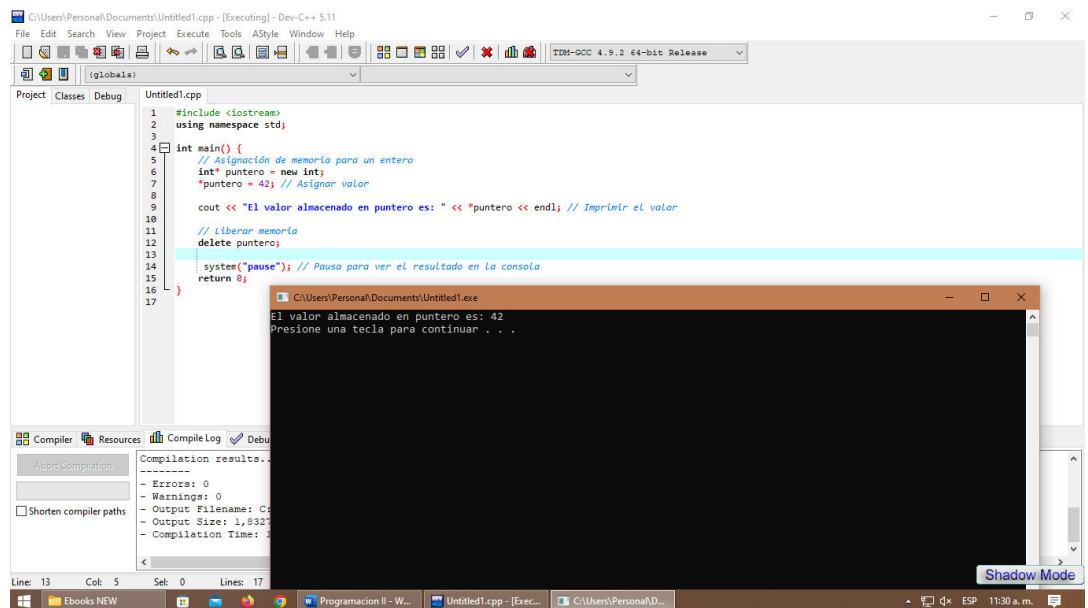 C:\Users\Personal\Documents\Untitled1.cpp - [Executing] - Dev-C++ 5.11
File Edit Search View Project Execute Tools AStyle Window Help
TDM-GCC 4.9.2 64-bit Release
(globals)
Project Classes Debug
Untitled1.cpp
1 #include <iostream>
2 using namespace std;
3
4 int main() {
5 // Asignación de memoria para un entero
6 int* puntero = new int;
7 *puntero = 42; // Asignar valor
8
9 cout << "El valor almacenado en puntero es: " << *puntero << endl; // Imprimir el valor
10
11 // Liberar memoria
12 delete puntero;
13
14 system("pause"); // Pausa para ver el resultado en la consola
15 return 0;
16 }
17
C:\Users\Personal\Documents\Untitled1.exe
El valor almacenado en puntero es: 42
Presione una tecla para continuar . . .
Compiler Resources Compile Log Debu
Abort Compilation
Shorten compiler paths
Compilation results..
--------
- Errors: 0
- Warnings: 0
- Output Filename: C:
- Output Size: 1,8327
- Compilation Time:
Shadow Mode
Line: 13 Col: 5 Sel: 0 Lines: 17
Ebooks NEW
Programacion II - W...
Untitled1.cpp - [Exec...
C:\Users\Personal\D...
ESP 11:30 a. m.